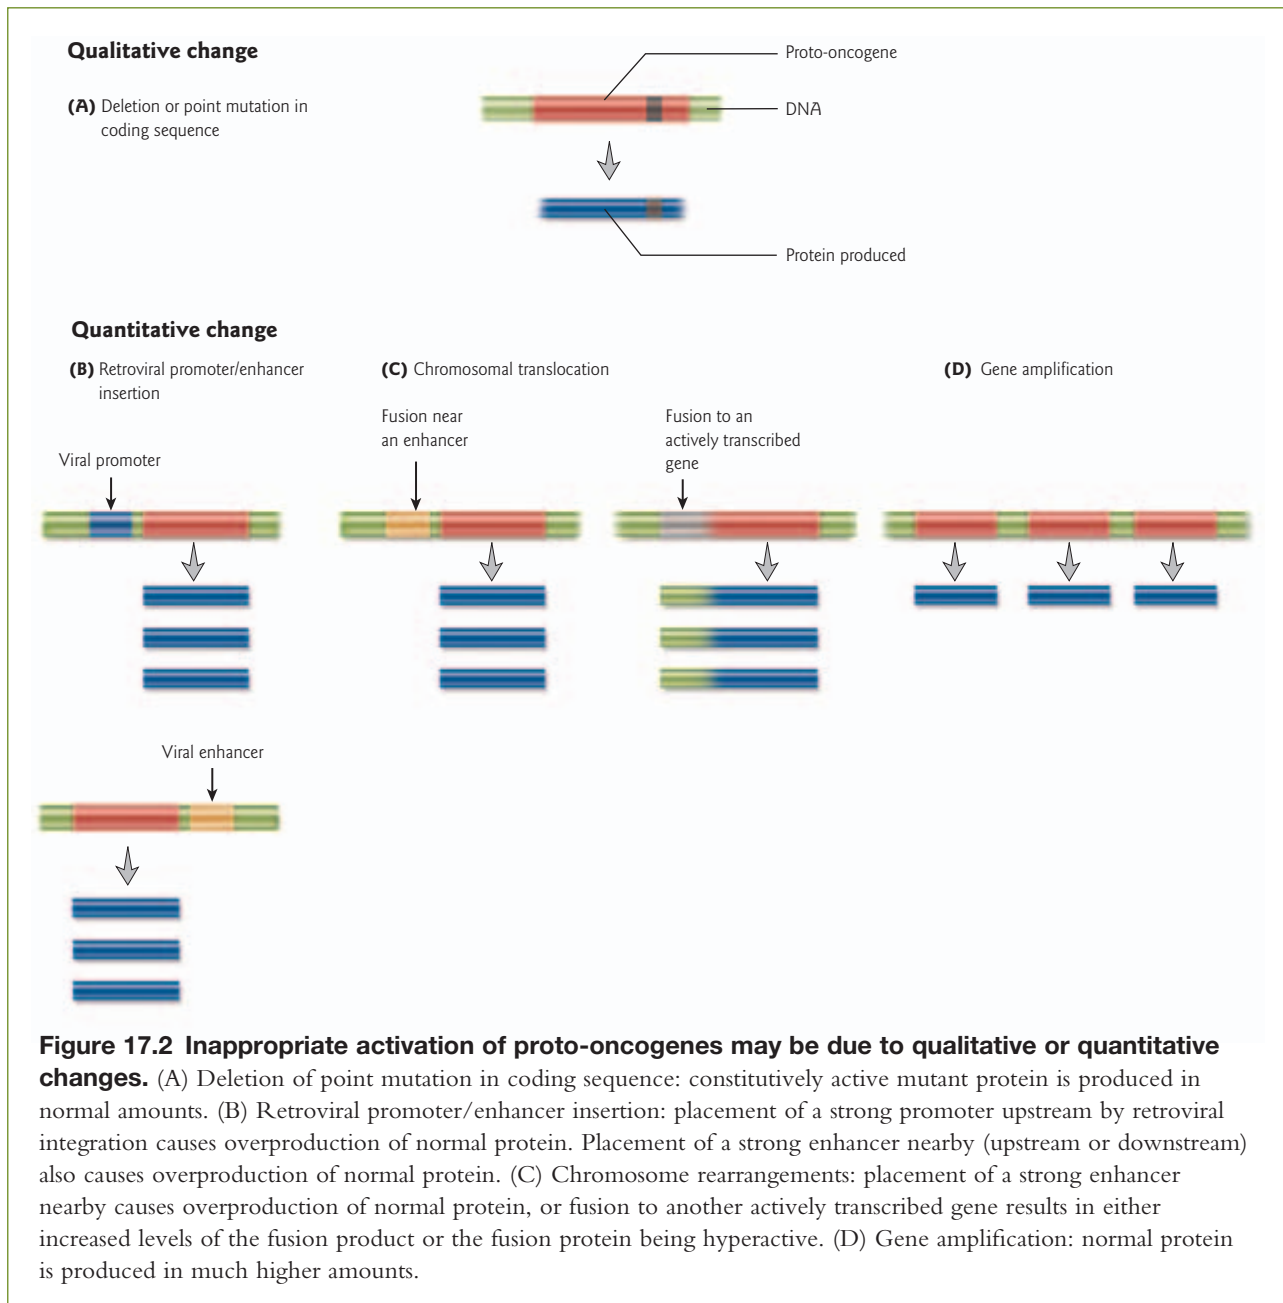 Qualitative change
(A) Deletion or point mutation in
coding sequence
Proto-oncogene
DNA
Protein produced
Quantitative change
(B) Retroviral promoter/enhancer
insertion
(C) Chromosomal translocation
(D) Gene amplification
Viral promoter
Fusion near
an enhancer
Fusion to an
actively transcribed
gene
Viral enhancer
Figure 17.2 Inappropriate activation of proto-oncogenes may be due to qualitative or quantitative
changes. (A) Deletion of point mutation in coding sequence: constitutively active mutant protein is produced in
normal amounts. (B) Retroviral promoter/enhancer insertion: placement of a strong promoter upstream by retroviral
integration causes overproduction of normal protein. Placement of a strong enhancer nearby (upstream or downstream)
also causes overproduction of normal protein. (C) Chromosome rearrangements: placement of a strong enhancer
nearby causes overproduction of normal protein, or fusion to another actively transcribed gene results in either
increased levels of the fusion product or the fusion protein being hyperactive. (D) Gene amplification: normal protein
is produced in much higher amounts.